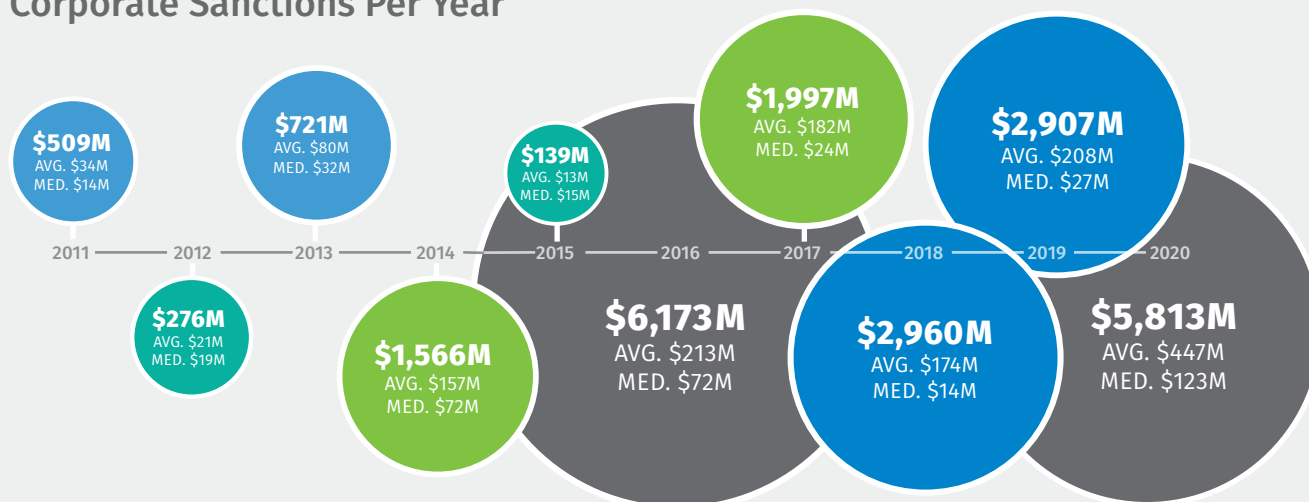 Corporate Sanctions Per Year
$509M
AVG. $34M
MED. $14M
$721M
AVG. $80M
MED. $32M
$139M
AVG. $13M
MED. $15M
$1,997M
AVG. $182M
MED. $24M
$2,907M
AVG. $208M
MED. $27M
2011
2012
2013
2014
2015
2016
2017
2018
2019
2020
$276M
AVG. $21M
MED. $19M
$1,566M
AVG. $157M
MED. $72M
$6,173M
AVG. $213M
MED. $72M
$2,960M
AVG. $174M
MED. $14M
$5,813M
AVG. $447M
MED. $123M